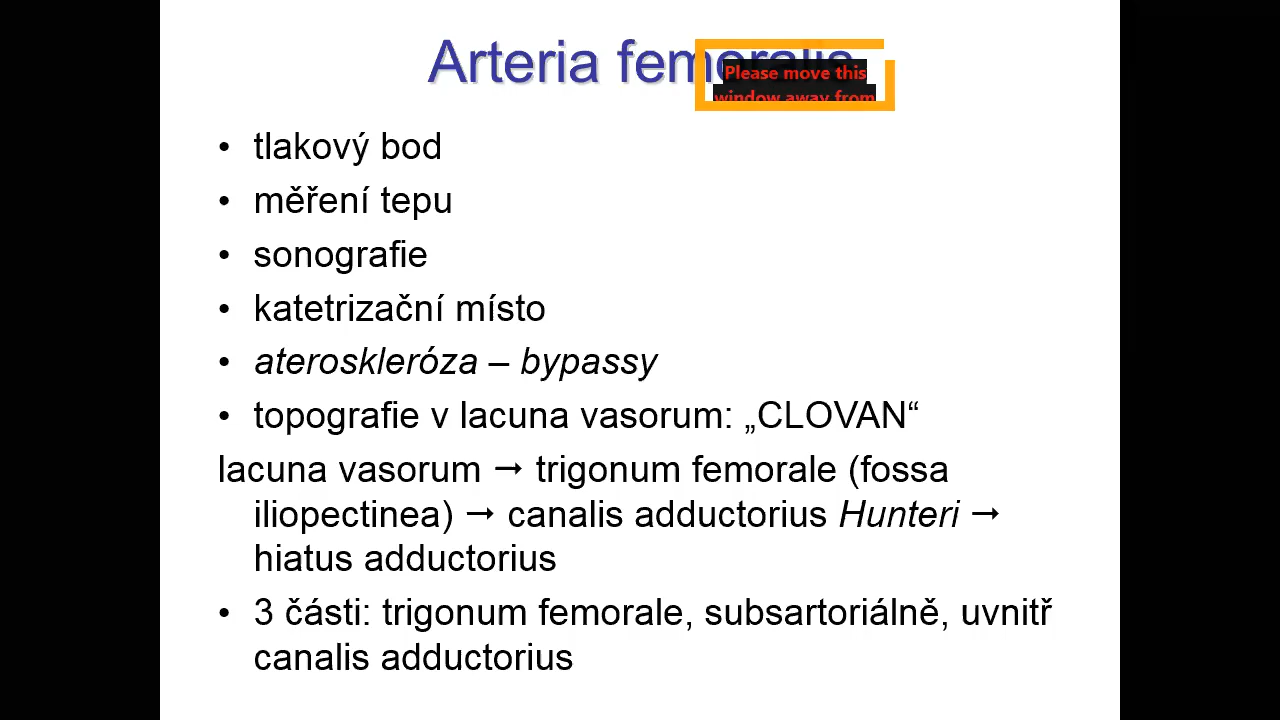 Arteria femoralis
Please move this
window away from
• tlakový bod
• měření tepu
• sonografie
• katetrizační místo
• ateroskleróza – bypassy
• topografie v lacuna vasorum: „CLOVAN“
lacuna vasorum → trigonum femorale (fossa
iliopectinea) → canalis adductorius Hunteri →
hiatus adductorius
• 3 části: trigonum femorale, subsartoriálně, uvnitř
canalis adductorius